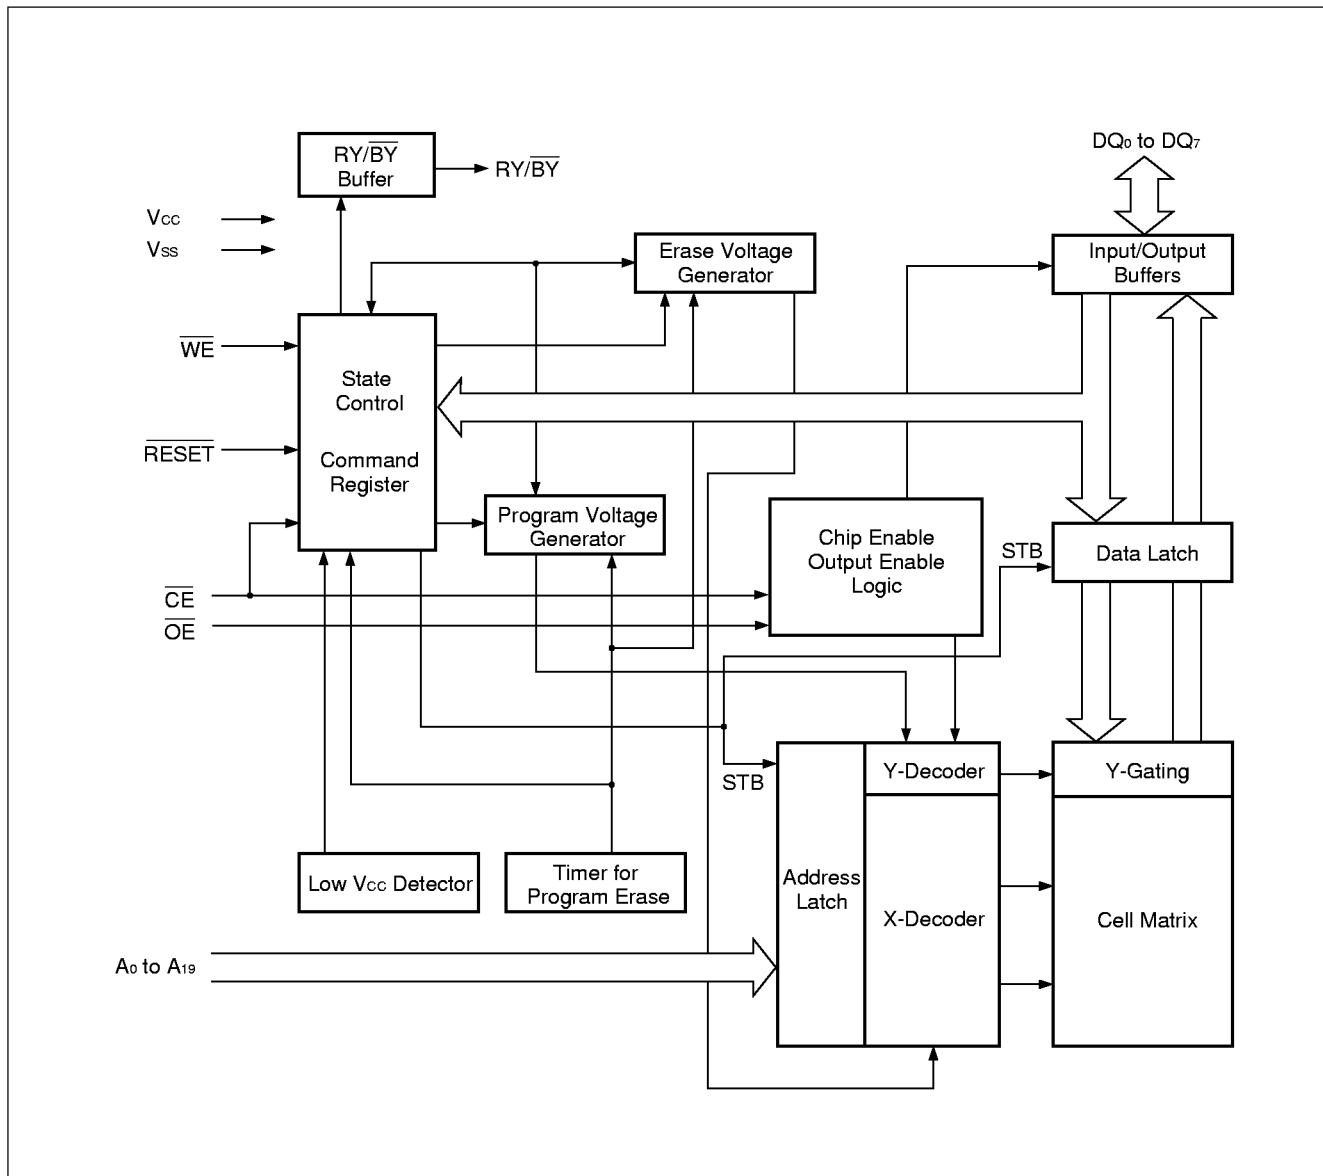 RY/BY
Buffer
RY/BY
DQ0 to DQ7
VCC
VSS
Erase Voltage
Generator
Input/Output
Buffers
WE
State
Control
RESET
Command
Register
Program Voltage
Generator
Chip Enable
Output Enable
Logic
STB
Data Latch
CE
OE
STB
Y-Decoder
Y-Gating
Low VCC Detector
Timer for
Program Erase
Address
Latch
X-Decoder
Cell Matrix
A0 to A19